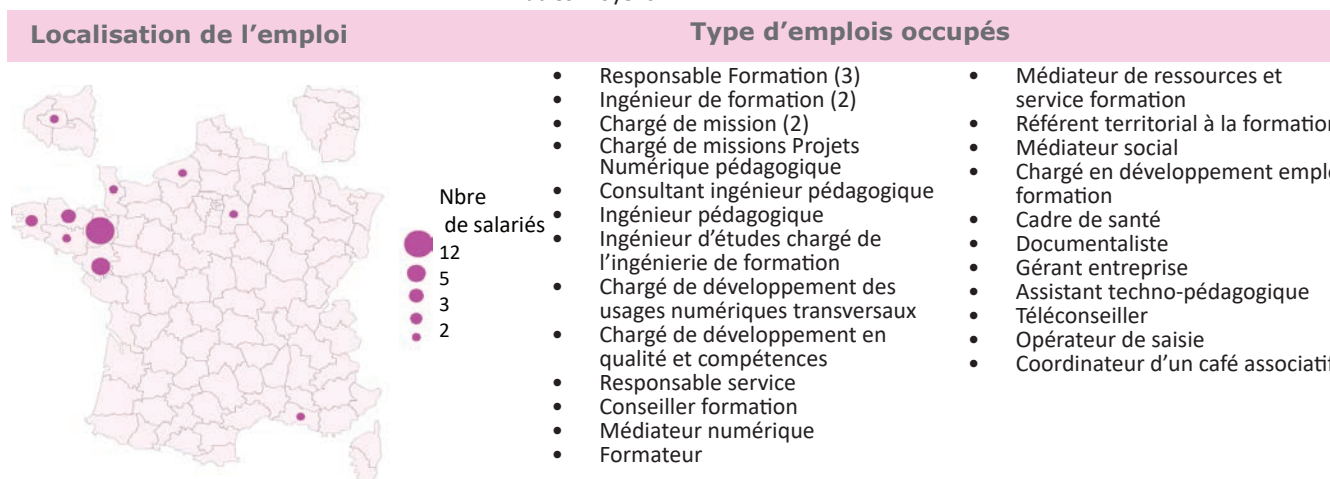 Localisation de l'emploi
Type d'emplois occupés
Nbre
de salariés
12
5
3
2
• Responsable Formation (3)
• Ingénieur de formation (2)
• Chargé de mission (2)
• Chargé de missions Projets
Numérique pédagogique
• Consultant ingénieur pédagogique
• Ingénieur pédagogique
• Ingénieur d'études chargé de
l'ingénierie de formation
• Chargé de développement des
usages numériques transversaux
• Chargé de développement en
qualité et compétences
• Responsable service
• Conseiller formation
• Médiateur numérique
• Formateur
• Médiateur de ressources et
service formation
• Référent territorial à la formation
• Médiateur social
• Chargé en développement
formation
• Cadre de santé
• Documentaliste
• Gérant entreprise
• Assistant techno-pédagogique
• Téléconseiller
• Opérateur de saisie
• Coordinateur d'un café associatif